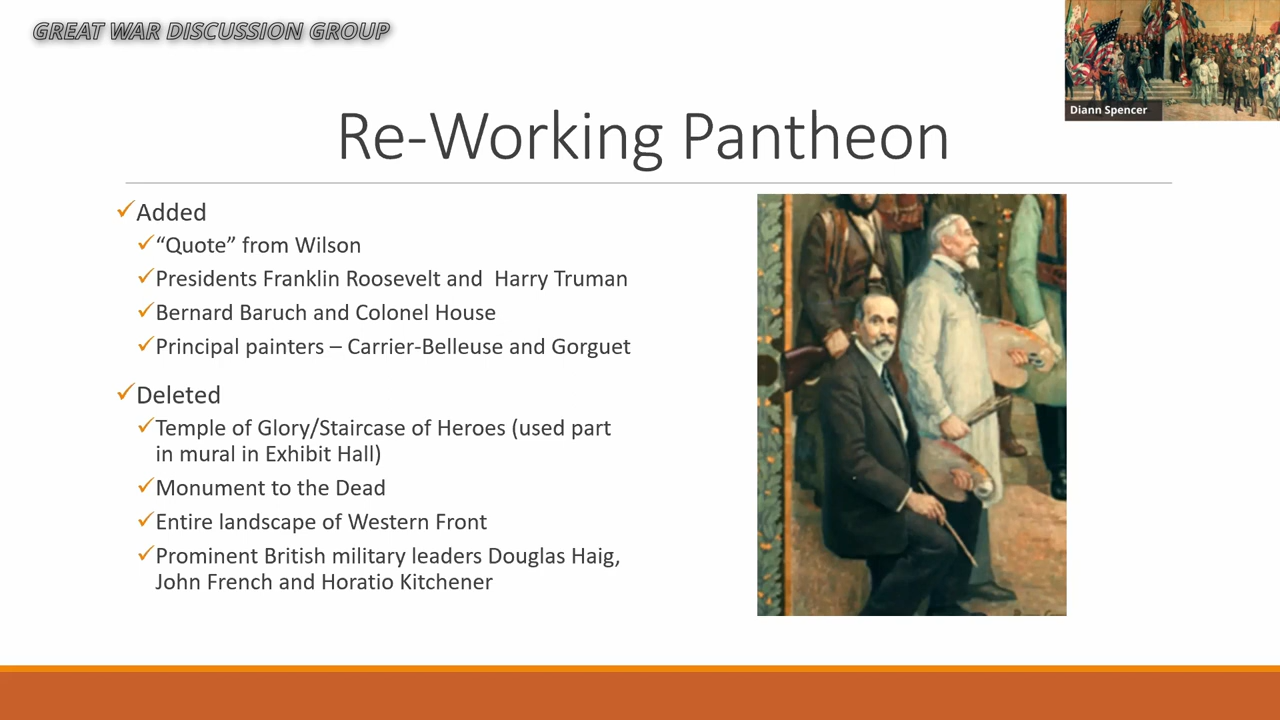 GREAT WAR DISCUSSION GROUP
Diann Spencer
Re-Working Pantheon
Added
“Quote” from Wilson
Presidents Franklin Roosevelt and Harry Truman
Bernard Baruch and Colonel House
Principal painters – Carrier-Belleuse and Gorguet
Deleted
Temple of Glory/Staircase of Heroes (used part
in mural in Exhibit Hall)
Monument to the Dead
Entire landscape of Western Front
Prominent British military leaders Douglas Haig,
John French and Horatio Kitchener